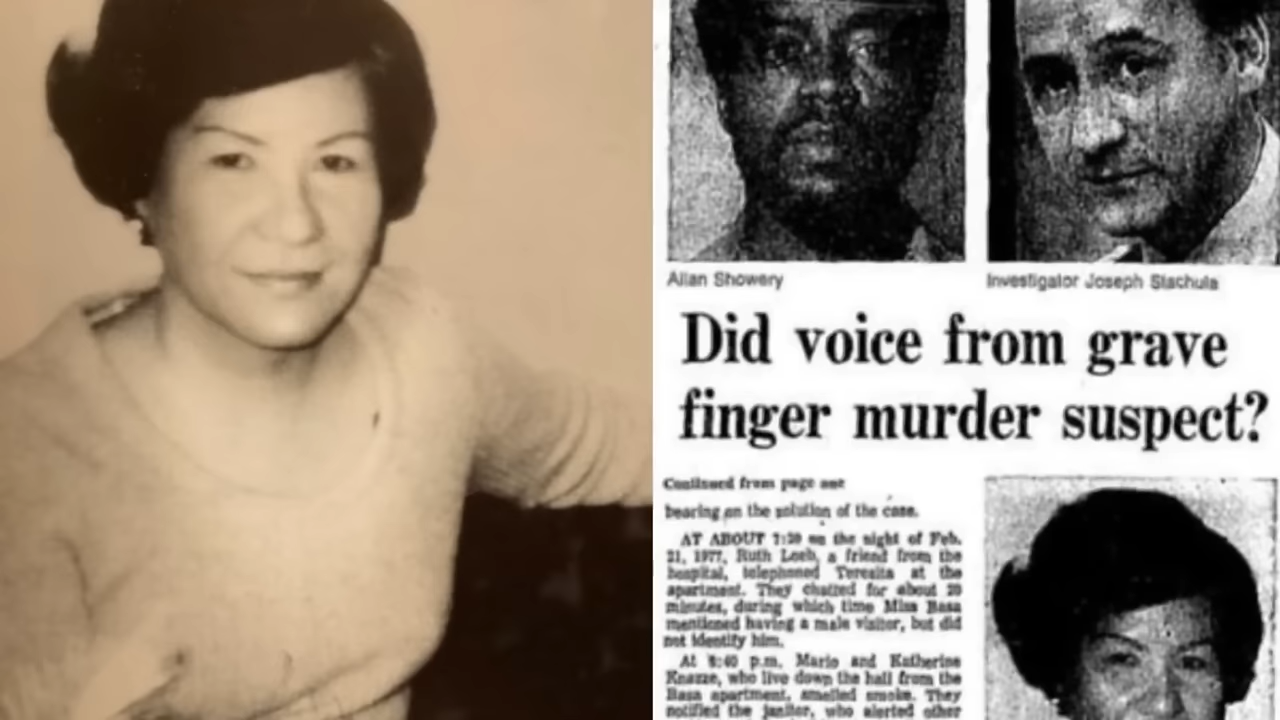 Allan Showery
Investigator Joseph Stachula
Did voice from grave
finger murder suspect?
Continued from page one
bearing on the solution of the case.
AT ABOUT 7:30 on the night of Feb.
21, 1977, Ruth Loeb, a friend from the
hospital, telephoned Teresita at the
apartment. They chatted for about 20
minutes, during which time Miss Basa
mentioned having a male visitor, but did
not identify him.
At 8:40 p.m. Mario and Katherine
Knazze, who live down the hall from the
Basa apartment, smelled smoke. They
notified the janitor, who alerted other